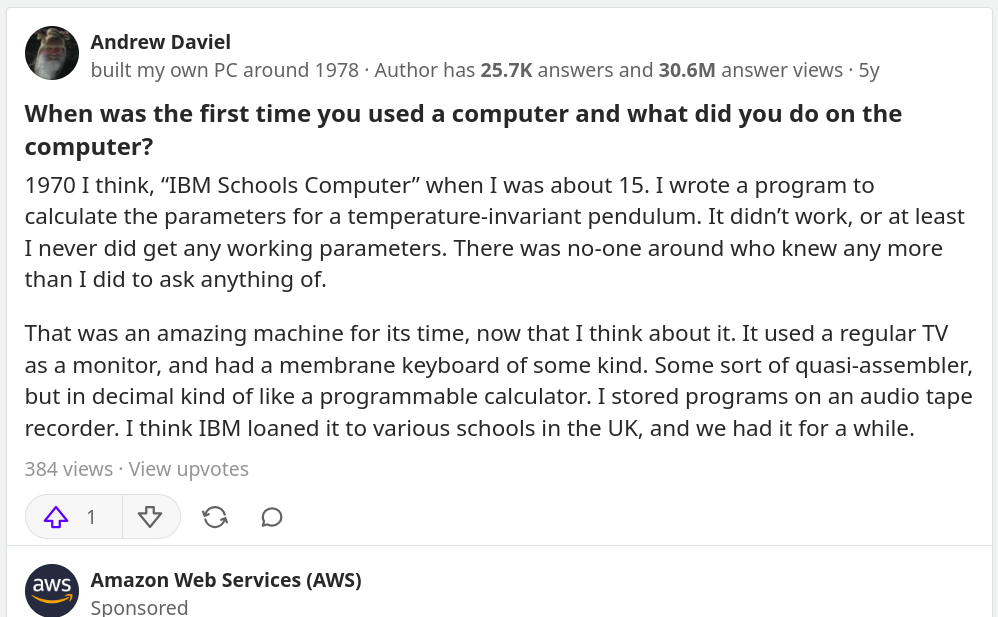 Andrew Daviel
built my own PC around 1978 · Author has 25.7K answers and 30.6M answer views · 5y
When was the first time you used a computer and what did you do on the
computer?
1970 I think, “IBM Schools Computer” when I was about 15. I wrote a program to
calculate the parameters for a temperature-invariant pendulum. It didn’t work, or at least
I never did get any working parameters. There was no-one around who knew any more
than I did to ask anything of.
That was an amazing machine for its time, now that I think about it. It used a regular TV
as a monitor, and had a membrane keyboard of some kind. Some sort of quasi-assembler,
but in decimal kind of like a programmable calculator. I stored programs on an audio tape
recorder. I think IBM loaned it to various schools in the UK, and we had it for a while.
384 views · View upvotes
1
aws
Amazon Web Services (AWS)
Sponsored